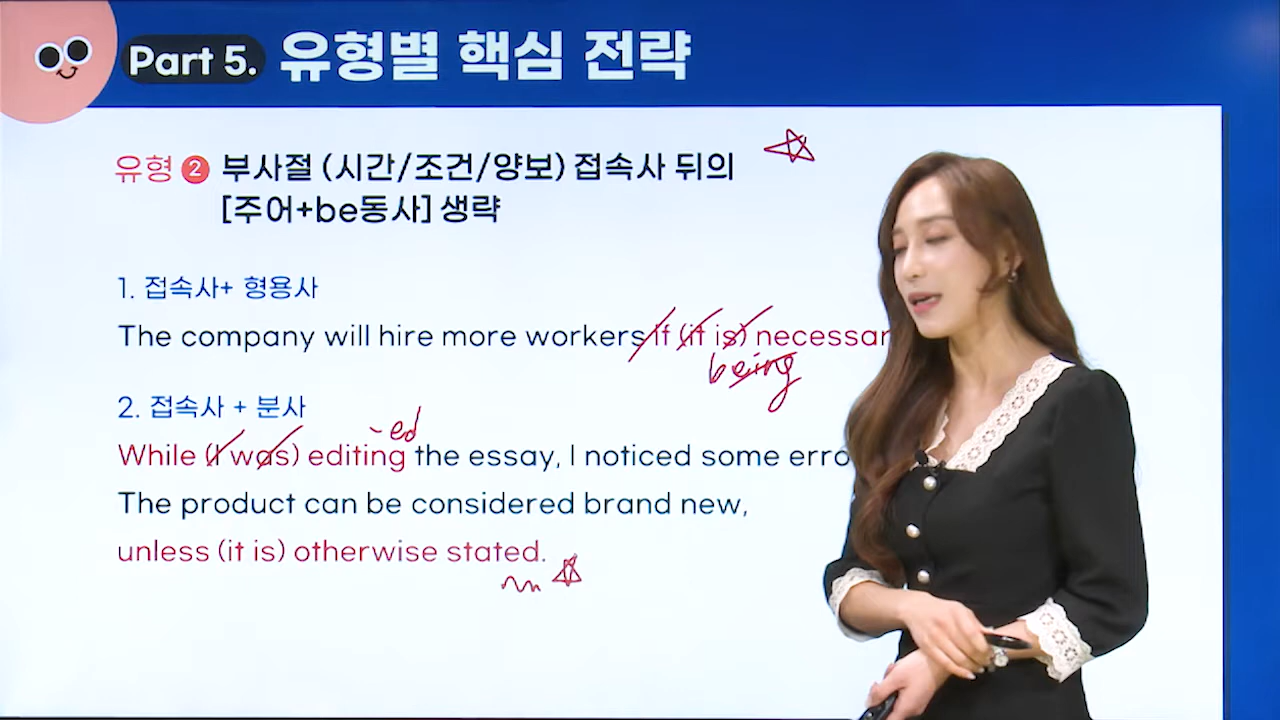 Part 5. 유형별 핵심 전략
유형 2 부사절 (시간/조건/양보) 접속사 뒤의
[주어+be동사] 생략
1. 접속사+ 형용사
The company will hire more workers if (it is) necessar
being
2. 접속사 + 분사
-ed
While (I was) editing the essay, I noticed some erro
The product can be considered brand new,
unless (it is) otherwise stated.